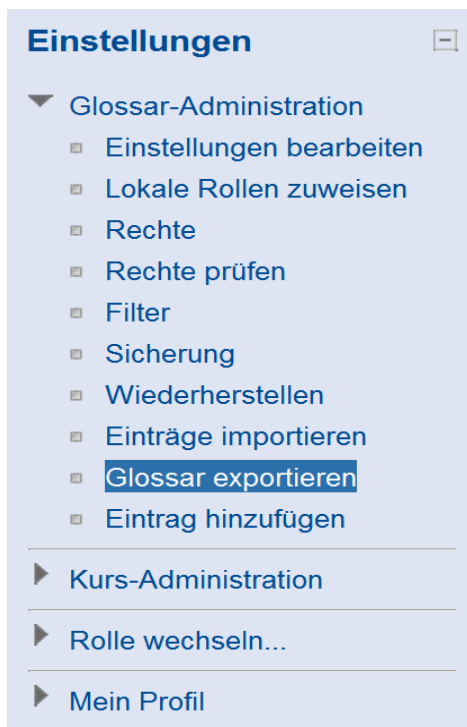 Einstellungen
Glossar-Administration
Einstellungen bearbeiten
Lokale Rollen zuweisen
Rechte
Rechte prüfen
Filter
Sicherung
Wiederherstellen
Einträge importieren
Glossar exportieren
Eintrag hinzufügen
Kurs-Administration
Rolle wechseln...
Mein Profil